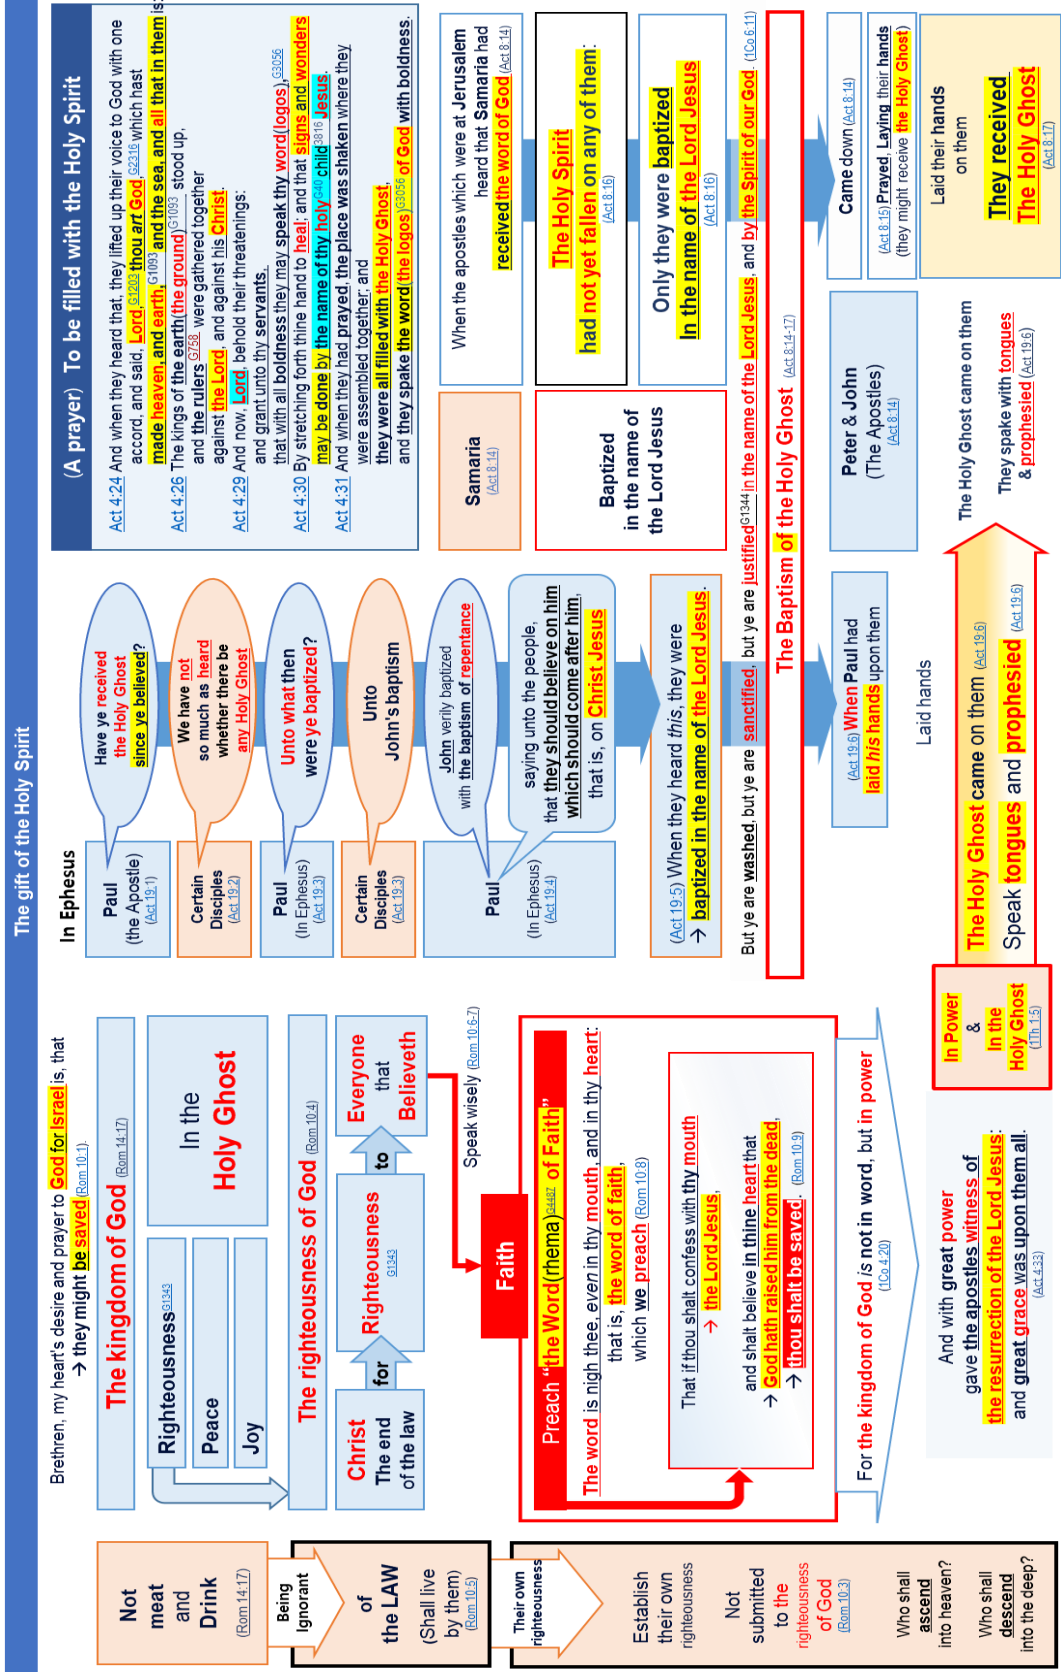 The gift of the Holy Spirit
Not
meat
and
Drink
(Rom 14:17)
Being
Ignorant
of
the LAW
(Shall live
by them)
(Rom 10:5)
Their own
righteousness
Establish
their own
righteousness
Not
submitted
to the
righteousness
of God
(Rom 10:3)
Who shall
ascend
into heaven?
Who shall
descend
into the deep?
Brethren, my heart's desire and prayer to God for Israel is, that
→ they might be saved (Rom 10:1).
The kingdom of God (Rom 14:17)
Righteousness G1343
Peace
Joy
In the
Holy Ghost
The righteousness of God (Rom 10:4)
Christ
The end
of the law
for
Righteousness
G1343
to
Everyone
that
Believeth
Speak wisely (Rom 10:6-7)
Faith
Preach "the Word(rhema)G4487 of Faith"
The word is nigh thee, even in thy mouth, and in thy heart:
that is, the word of faith,
which we preach (Rom 10:8)
That if thou shalt confess with thy mouth
→ the Lord Jesus,
and shalt believe in thine heart that
→ God hath raised him from the dead,
→ thou shalt be saved. (Rom 10:9)
For the kingdom of God is not in word, but in power
(1Co 4:20)
And with great power
gave the apostles witness of
the resurrection of the Lord Jesus:
and great grace was upon them all.
(Act 4:33)
In Power
&
In the
Holy Ghost
(1Th 1:5)
The Holy Ghost came on them (Act 19:6)
Speak tongues and prophesied (Act 19:6)
In Ephesus
Paul
(the Apostle)
(Act 19:1)
Have ye received
the Holy Ghost
since ye believed?
Certain
Disciples
(Act 19:2)
We have not
so much as heard
whether there be
any Holy Ghost
Paul
(In Ephesus)
(Act 19:3)
Unto what then
were ye baptized?
Certain
Disciples
(Act 19:3)
Unto
John's baptism
Paul
(In Ephesus)
(Act 19:4)
John verily baptized
with the baptism of repentance
saying unto the people,
that they should believe on him
which should come after him,
that is, on Christ Jesus
(Act 19:5) When they heard this, they were
→ baptized in the name of the Lord Jesus.
But ye are washed, but ye are sanctified, but ye are justifiedG1344 in the name of the Lord Jesus, and by the Spirit of our God. (1Co 6:11)
The Baptism of the Holy Ghost (Act 8:14-17)
(Act 19:6) When Paul had
laid his hands upon them
Laid hands
(A prayer) To be filled with the Holy Spirit
Act 4:24 And when they heard that, they lifted up their voice to God with one
accord, and said, Lord,G1203 thou art God,G2316 which hast
made heaven, and earth,G1093 and the sea, and all that in them is:
Act 4:26 The kings of the earth(the ground)G1093 stood up,
and the rulers G758 were gathered together
against the Lord, and against his Christ.
Act 4:29 And now, Lord, behold their threatenings:
and grant unto thy servants,
that with all boldness they may speak thy word(logos),G3056
Act 4:30 By stretching forth thine hand to heal; and that signs and wonders
may be done by the name of thy holyG40 child3816 Jesus.
Act 4:31 And when they had prayed, the place was shaken where they
were assembled together; and
they were all filled with the Holy Ghost,
and they spake the word(the logos)G3056 of God with boldness.
Samaria
(Act 8:14)
When the apostles which were at Jerusalem
heard that Samaria had
received the word of God (Act 8:14)
Baptized
in the name of
the Lord Jesus
The Holy Spirit
had not yet fallen on any of them:
(Act 8:16)
Only they were baptized
In the name of the Lord Jesus
(Act 8:16)
Peter & John
(The Apostles)
(Act 8:14)
Came down (Act 8:14)
(Act 8:15) Prayed, Laying their hands
(they might receive the Holy Ghost)
The Holy Ghost came on them
They spake with tongues
& prophesied (Act 19:6)
Laid their hands
on them
They received
The Holy Ghost
(Act 8:17)